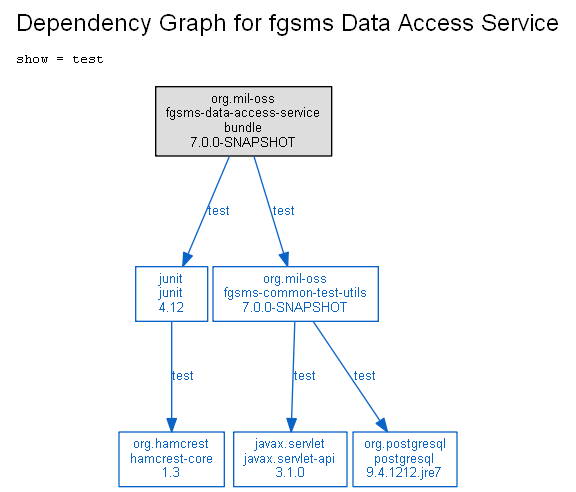 Dependency Graph for fgsms Data Access Service
show = test
org.mil-oss
fgsms-data-access-service
bundle
7.0.0-SNAPSHOT
test
test
junit
junit
4.12
org.mil-oss
fgsms-common-test-utils
7.0.0-SNAPSHOT
test
test
test
org.hamcrest
hamcrest-core
1.3
javax.servlet
javax.servlet-api
3.1.0
org.postgresql
postgresql
9.4.1212.jre7